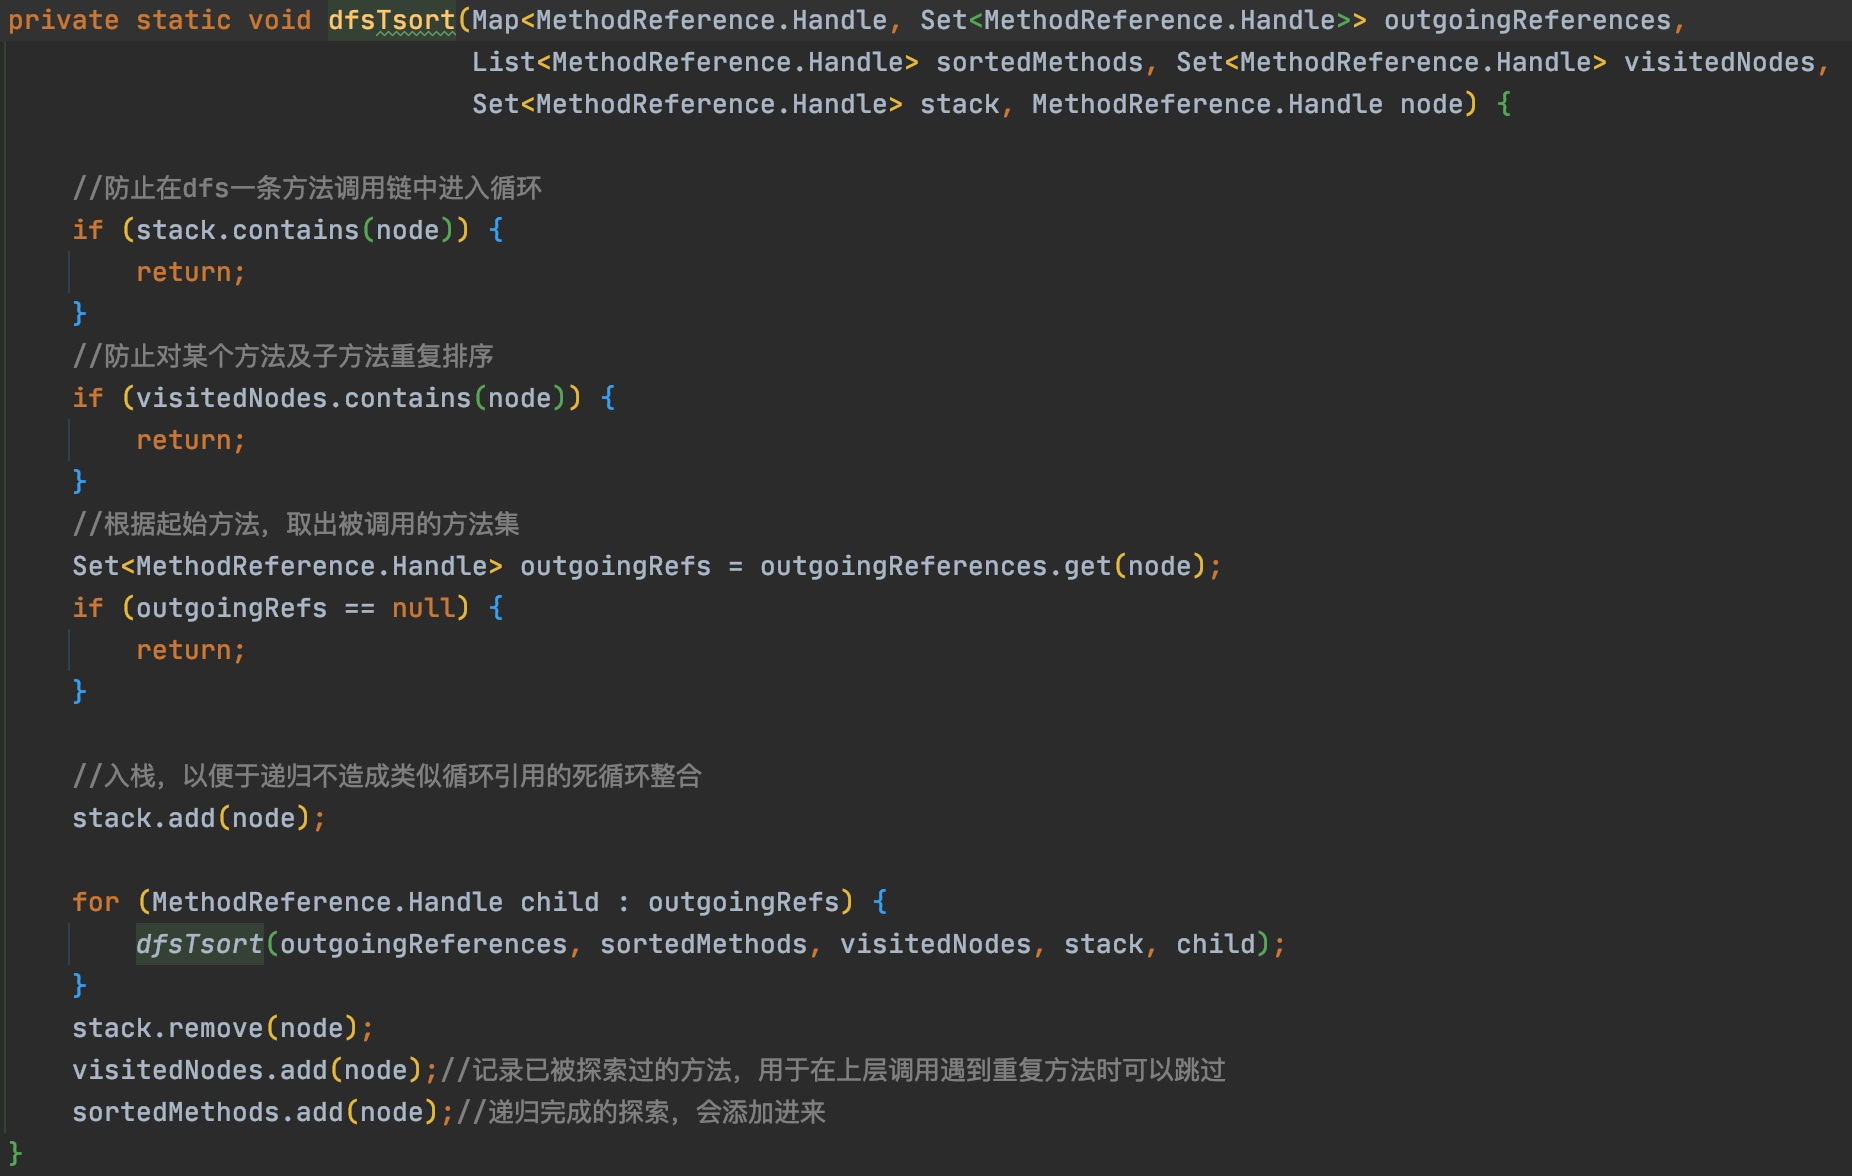 private static void dfsTsort(Map<MethodReference.Handle, Set<MethodReference.Handle>> outgoingReferences,
                             List<MethodReference.Handle> sortedMethods, Set<MethodReference.Handle> visitedNodes,
                             Set<MethodReference.Handle> stack, MethodReference.Handle node) {

    //防止在dfs一条方法调用链中进入循环
    if (stack.contains(node)) {
        return;
    }
    //防止对某个方法及子方法重复排序
    if (visitedNodes.contains(node)) {
        return;
    }
    //根据起始方法，取出被调用的方法集
    Set<MethodReference.Handle> outgoingRefs = outgoingReferences.get(node);
    if (outgoingRefs == null) {
        return;
    }

    //入栈，以便于递归不造成类似循环引用的死循环整合
    stack.add(node);

    for (MethodReference.Handle child : outgoingRefs) {
        dfsTsort(outgoingReferences, sortedMethods, visitedNodes, stack, child);
    }
    stack.remove(node);
    visitedNodes.add(node);//记录已被探索过的方法，用于在上层调用遇到重复方法时可以跳过
    sortedMethods.add(node);//递归完成的探索，会添加进来
}